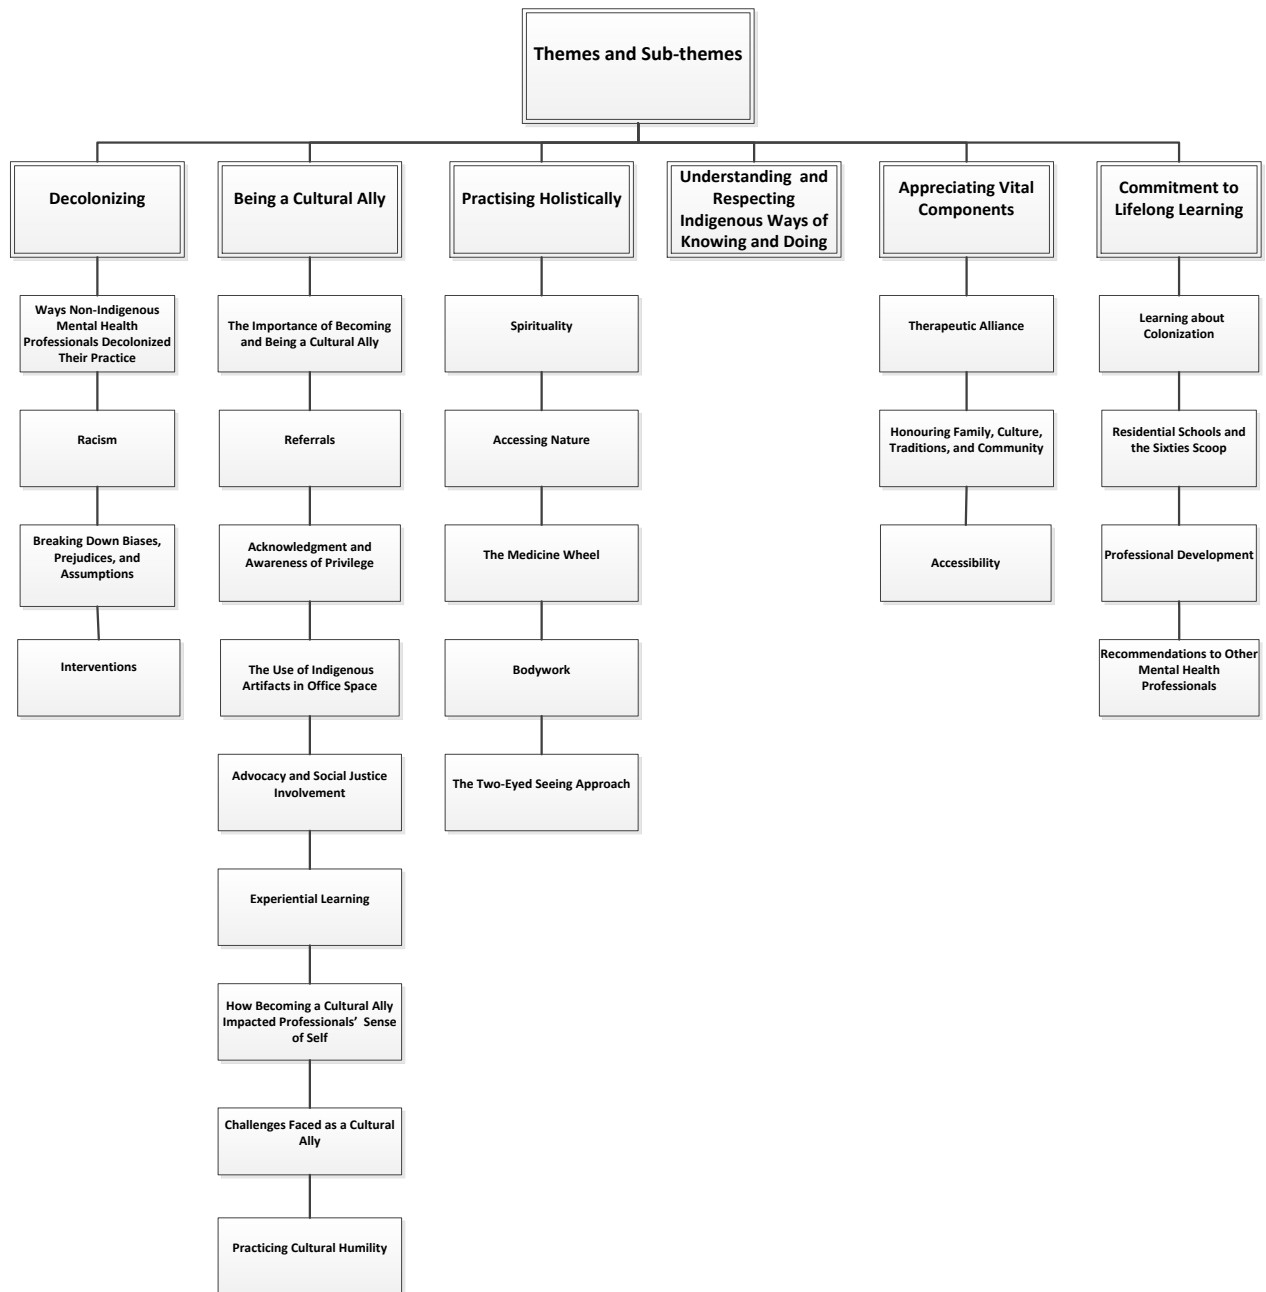 Themes and Sub-themes
Decolonizing
Being a Cultural Ally
Practising Holistically
Understanding and
Respecting
Indigenous Ways of
Knowing and Doing
Appreciating Vital
Components
Commitment to
Lifelong Learning
Ways Non-Indigenous
Mental Health
Professionals Decolonized
Their Practice
Racism
Breaking Down Biases,
Prejudices, and
Assumptions
Interventions
The Importance of Becoming
and Being a Cultural Ally
Referrals
Acknowledgment and
Awareness of Privilege
The Use of Indigenous
Artifacts in Office Space
Advocacy and Social Justice
Involvement
Experiential Learning
How Becoming a Cultural Ally
Impacted Professionals’ Sense
of Self
Challenges Faced as a Cultural
Ally
Practicing Cultural Humility
Spirituality
Accessing Nature
The Medicine Wheel
Bodywork
The Two-Eyed Seeing Approach
Therapeutic Alliance
Honouring Family, Culture,
Traditions, and Community
Accessibility
Learning about
Colonization
Residential Schools and
the Sixties Scoop
Professional Development
Recommendations to Other
Mental Health
Professionals